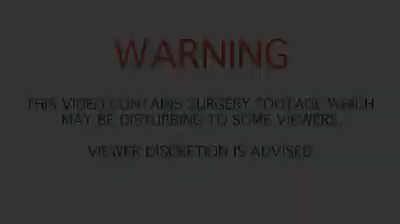 WARNING
THIS VIDEO CONTAINS SURGERY FOOTAGE WHICH
MAY BE DISTURBING TO SOME VIEWERS.
VIEWER DISCRETION IS ADVISED